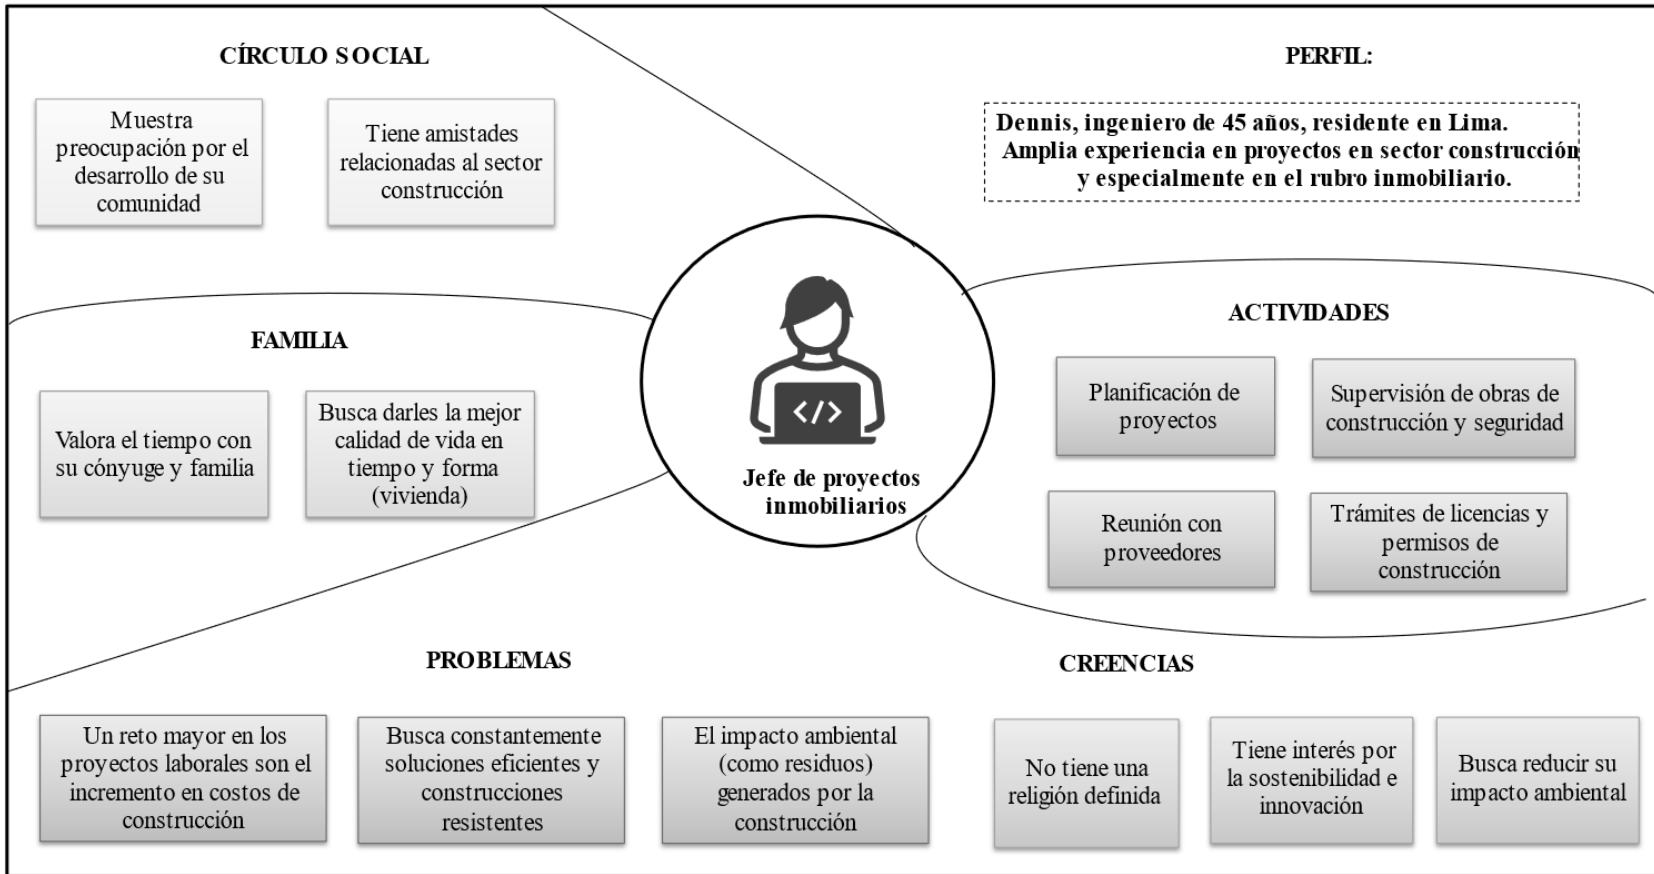 CÍRCULO SOCIAL
Muestra
preocupación por el
desarrollo de su
comunidad
Tiene amistades
relacionadas al sector
construcción
PERFIL:
Dennis, ingeniero de 45 años, residente en Lima.
Amplia experiencia en proyectos en sector construcción
y especialmente en el rubro inmobiliario.
FAMILIA
Valora el tiempo con
su cónyuge y familia
Busca darles la mejor
calidad de vida en
tiempo y forma
(vivienda)
</>
Jefe de proyectos
inmobiliarios
ACTIVIDADES
Planificación de
proyectos
Supervisión de obras de
construcción y seguridad
Reunión con
proveedores
Trámites de licencias y
permisos de
construcción
PROBLEMAS
Un reto mayor en los
proyectos laborales son el
incremento en costos de
construcción
Busca constantemente
soluciones eficientes y
construcciones
resistentes
El impacto ambiental
(como residuos)
generados por la
construcción
CREENCIAS
No tiene una
religión definida
Tiene interés por
la sostenibilidad e
innovación
Busca reducir su
impacto ambiental